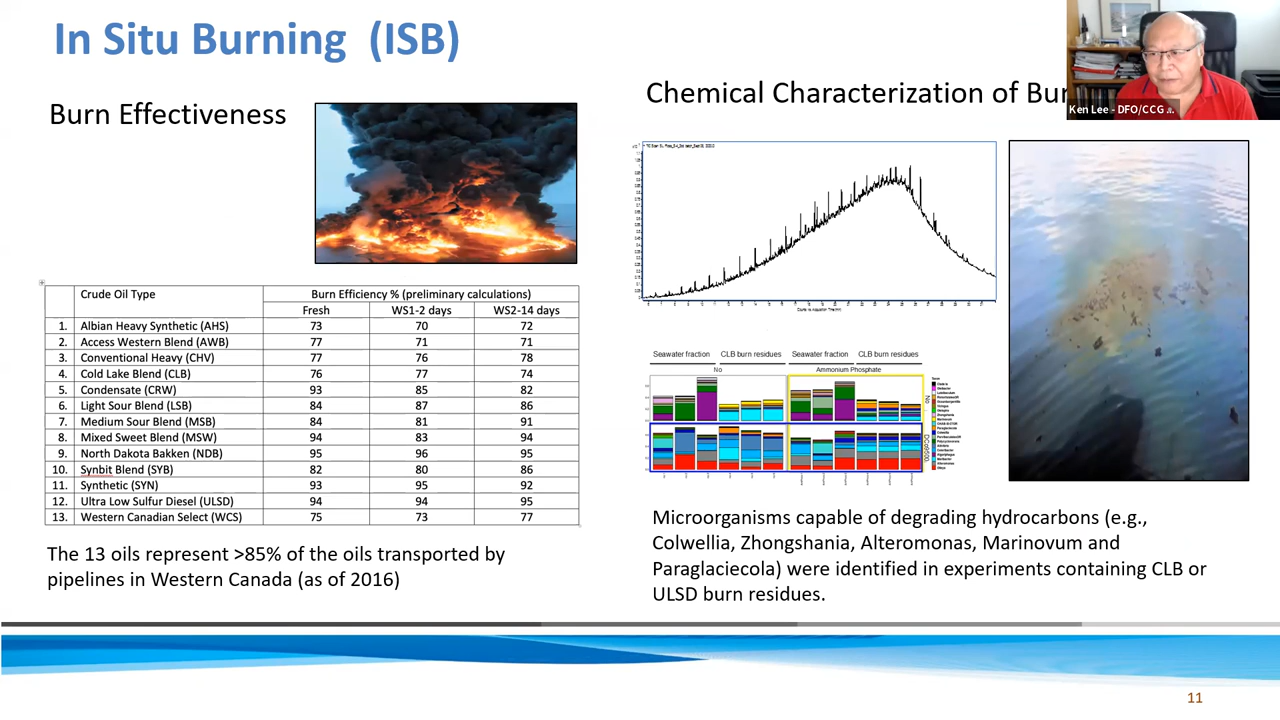 In Situ Burning (ISB)
Burn Effectiveness
Chemical Characterization of
Ken Lee - DFO/CCG
Crude Oil Type Burn Efficiency % (preliminary calculations)
Fresh WS1-2 days WS2-14 days
1. Albian Heavy Synthetic (AHS) 73 70 72
2. Access Western Blend (AWB) 77 71 71
3. Conventional Heavy (CHV) 77 76 78
4. Cold Lake Blend (CLB) 76 77 74
5. Condensate (CRW) 93 85 82
6. Light Sour Blend (LSB) 84 87 86
7. Medium Sour Blend (MSB) 84 81 91
8. Mixed Sweet Blend (MSW) 94 83 94
9. North Dakota Bakken (NDB) 95 96 95
10. Synbit Blend (SYB) 82 80 86
11. Synthetic (SYN) 93 95 92
12. Ultra Low Sulfur Diesel (ULSD) 94 94 95
13. Western Canadian Select (WCS) 75 73 77
The 13 oils represent >85% of the oils transported by
pipelines in Western Canada (as of 2016)
Seawater fraction CLB burn residues Seawater fraction CLB burn residues
No Ammonium Phosphate
No
Microorganisms capable of degrading hydrocarbons (e.g.,
Colwellia, Zhongshania, Alteromonas, Marinovum and
Paraglaciecola) were identified in experiments containing CLB or
ULSD burn residues.
11